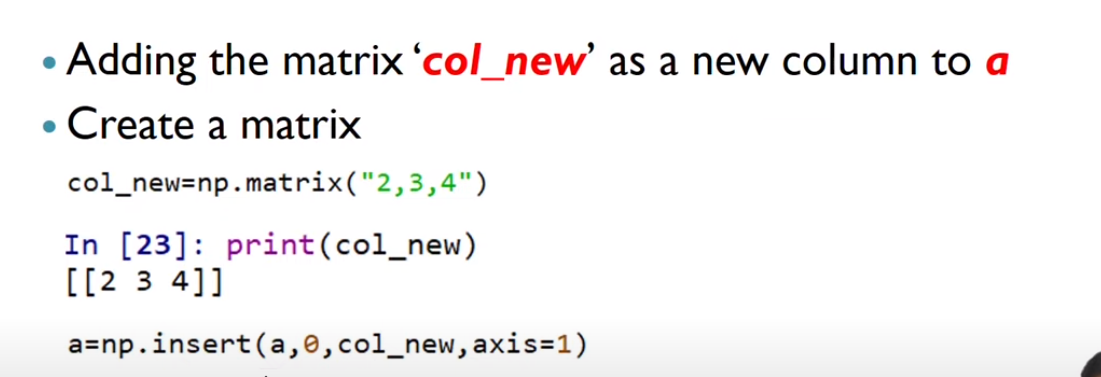 • Adding the matrix ‘col_new’ as a new column to a
• Create a matrix
col_new=np.matrix("2,3,4")
In [23]: print(col_new)
[[2 3 4]]
a=np.insert(a,0,col_new,axis=1)